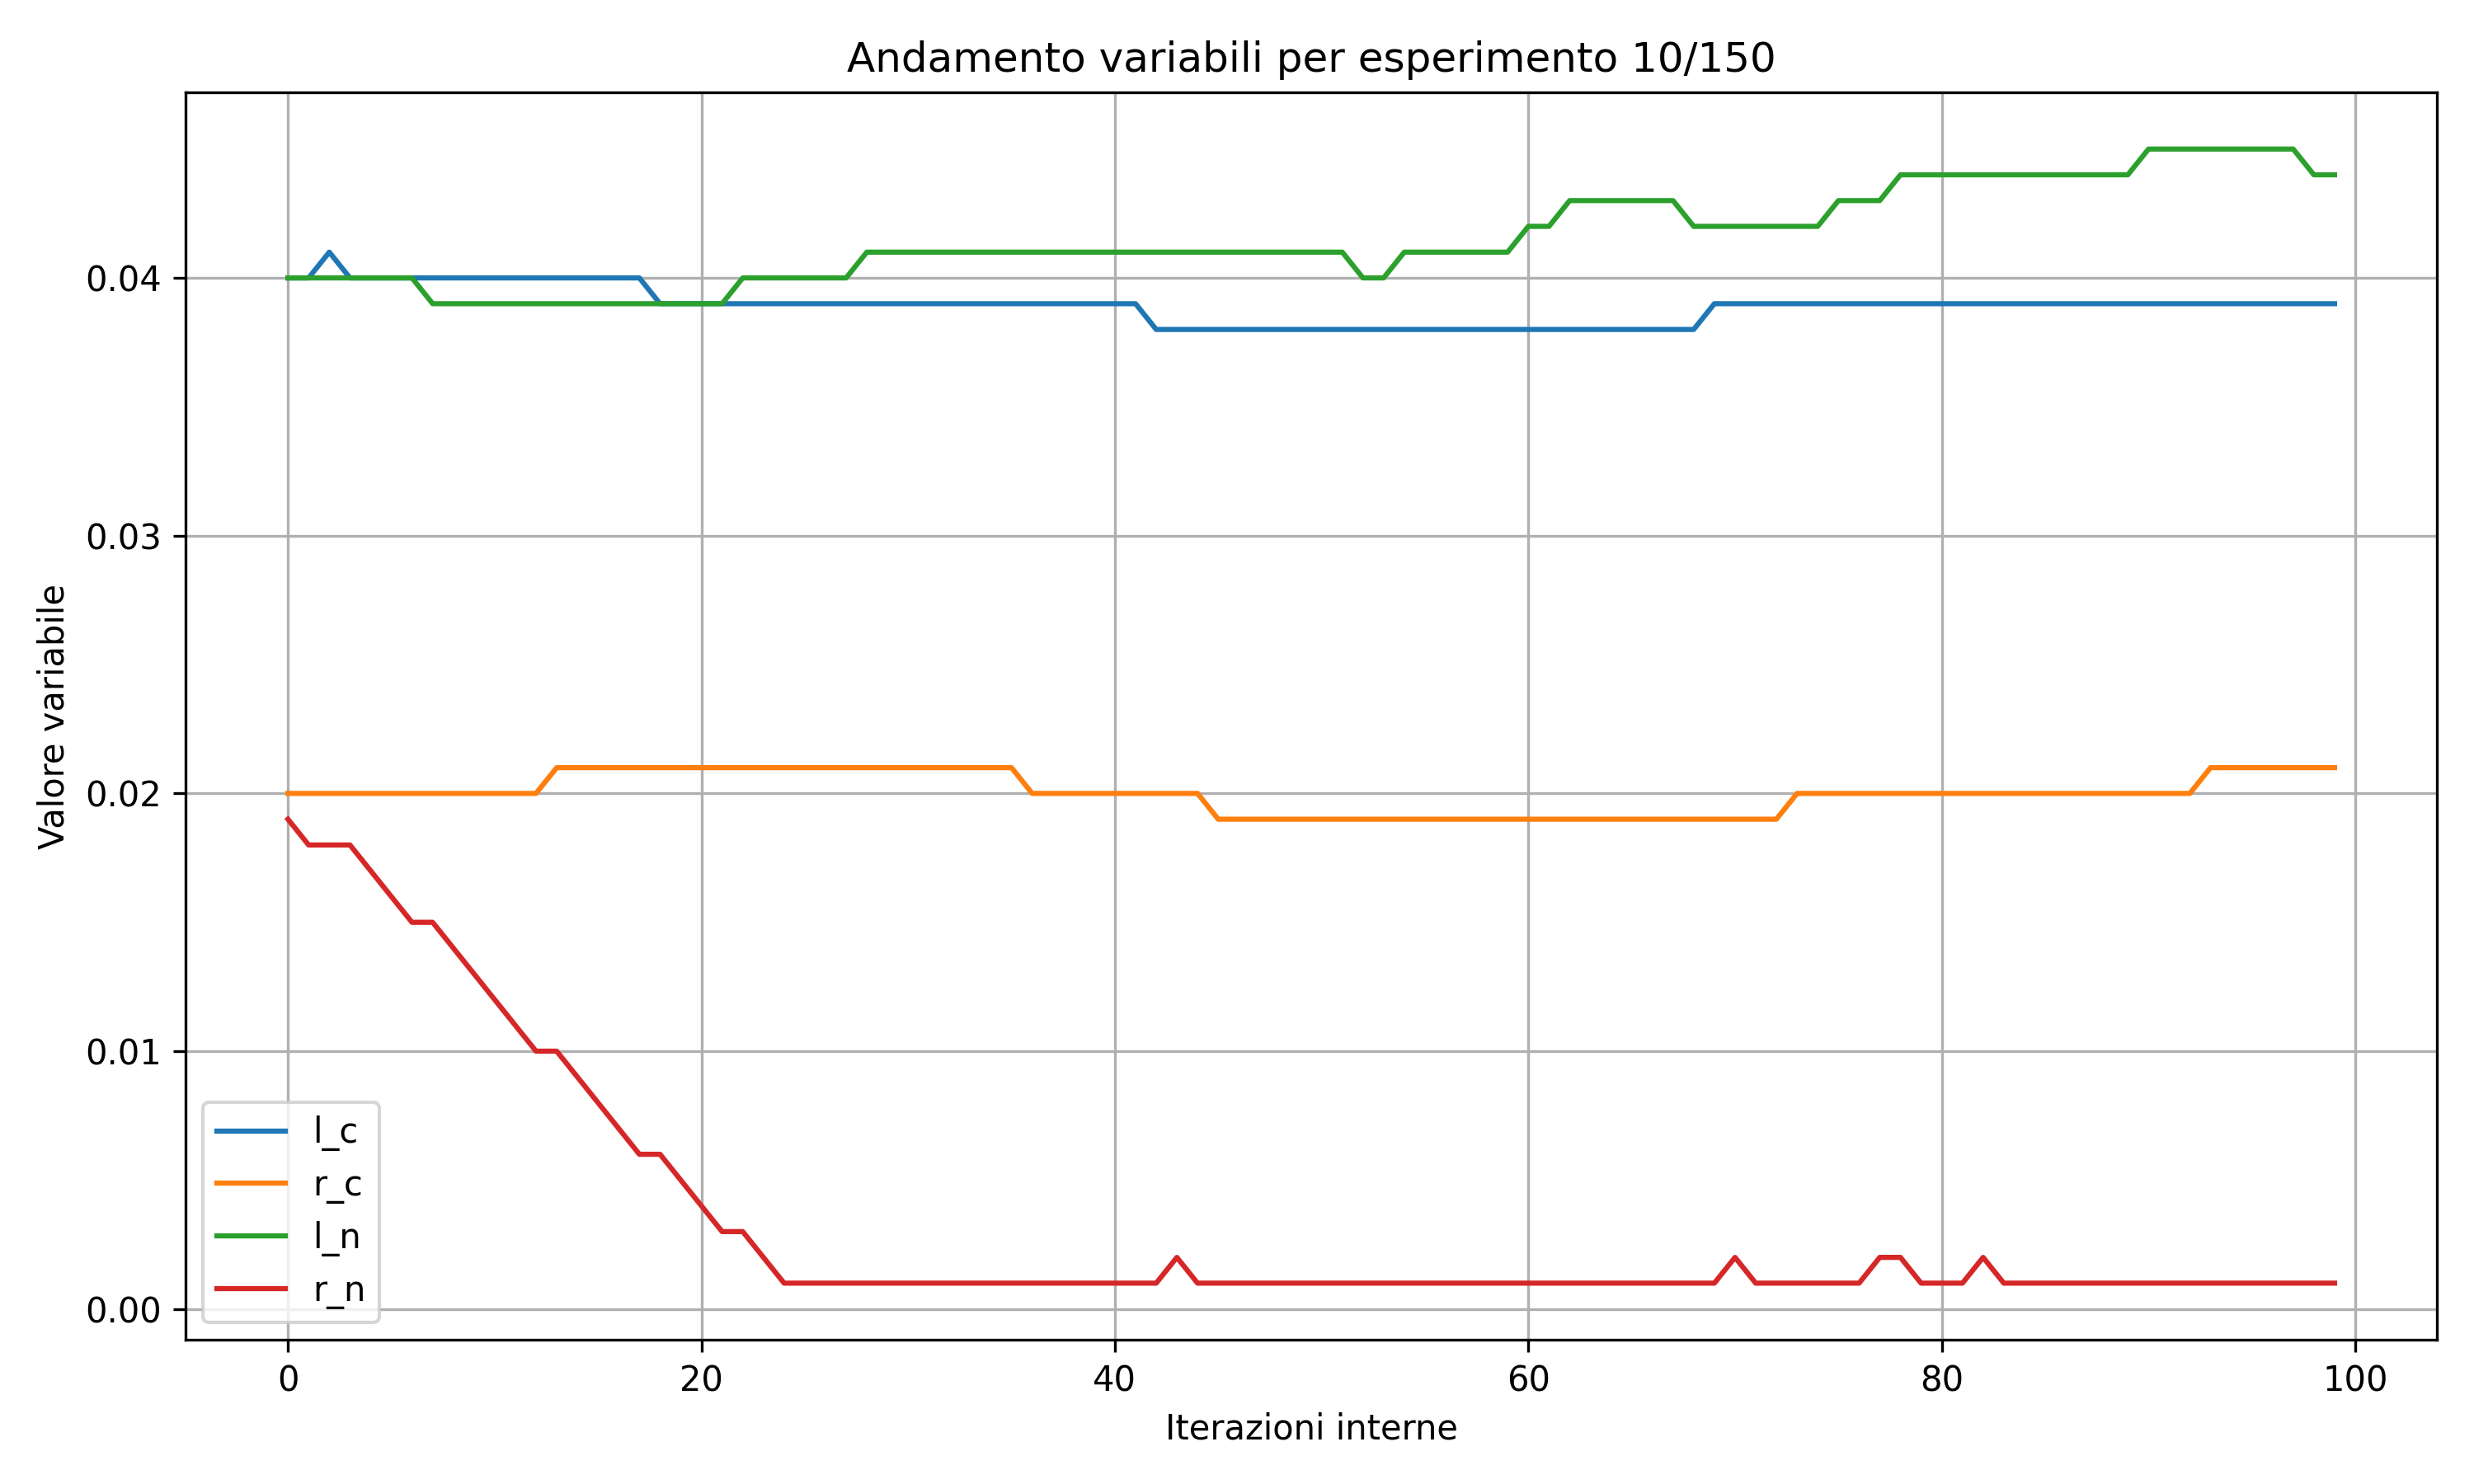 Andamento variabili per esperimento 10/150
Valore variabile
0.04
0.03
0.02
0.01
0.00
l_c
r_c
l_n
r_n
0 20 40 60 80 100
Iterazioni interne